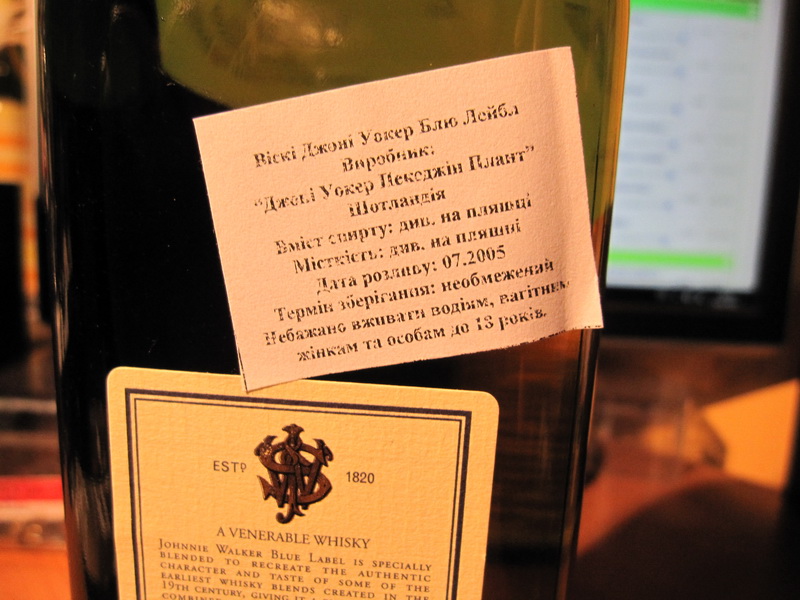 Віскі Джоні Уокер Блю Лейбл
Виробник:
“Джоні Уокер Пекеджін Плант”
Шотландія
Вміст спирту: див. на пляшці
Місткість: див. на пляшці
Дата розливу: 07.2005
Термін зберігання: необмежений
Небажано вживати водіям, вагітним
жінкам та особам до 18 років.
ESTD 1820
A VENERABLE WHISKY
JOHNNIE WALKER BLUE LABEL IS SPECIALLY
BLENDED TO RECREATE THE AUTHENTIC
CHARACTER AND TASTE OF SOME OF THE
EARLIEST WHISKY BLENDS CREATED IN THE
19TH CENTURY, GIVING IT